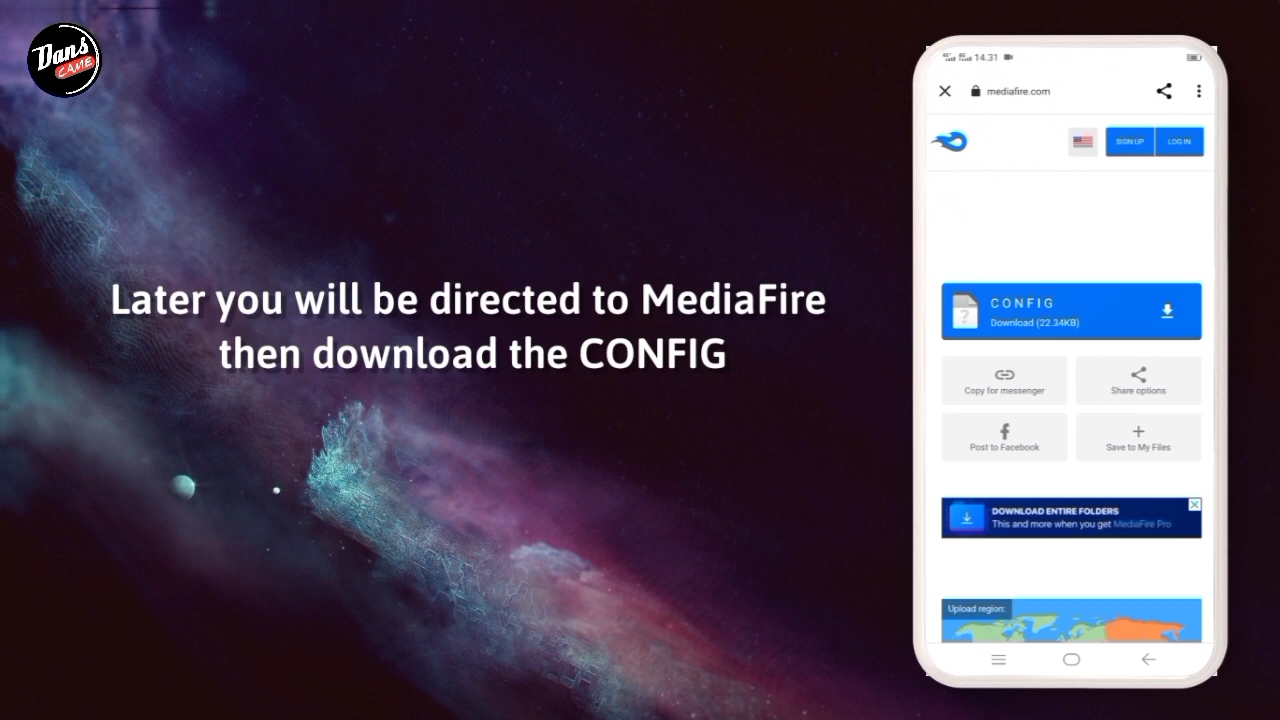 Dans
CAME
Later you will be directed to MediaFire
then download the CONFIG
14.31
mediafire.com
SIGN UP
LOG IN
CONFIG
Download (22.34KB)
Copy for messenger
Share options
Post to Facebook
Save to My Files
DOWNLOAD ENTIRE FOLDERS
This and more when you get MediaFire Pro
Upload region: